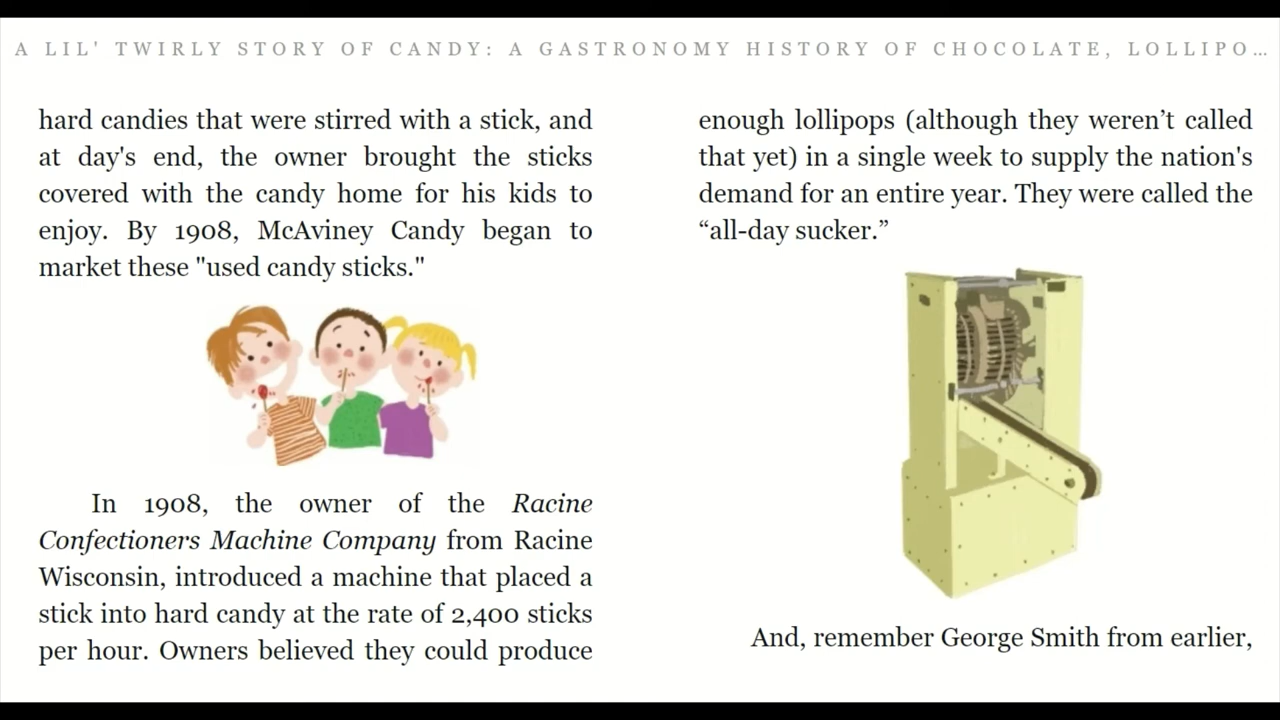 A LIL' TWIRLY STORY OF CANDY: A GASTRONOMY HISTORY OF CHOCOLATE, LOLLIPO…
hard candies that were stirred with a stick, and
at day's end, the owner brought the sticks
covered with the candy home for his kids to
enjoy. By 1908, McAviney Candy began to
market these "used candy sticks."
In 1908, the owner of the Racine
Confectioners Machine Company from Racine
Wisconsin, introduced a machine that placed a
stick into hard candy at the rate of 2,400 sticks
per hour. Owners believed they could produce
enough lollipops (although they weren’t called
that yet) in a single week to supply the nation's
demand for an entire year. They were called the
“all-day sucker.”
And, remember George Smith from earlier,